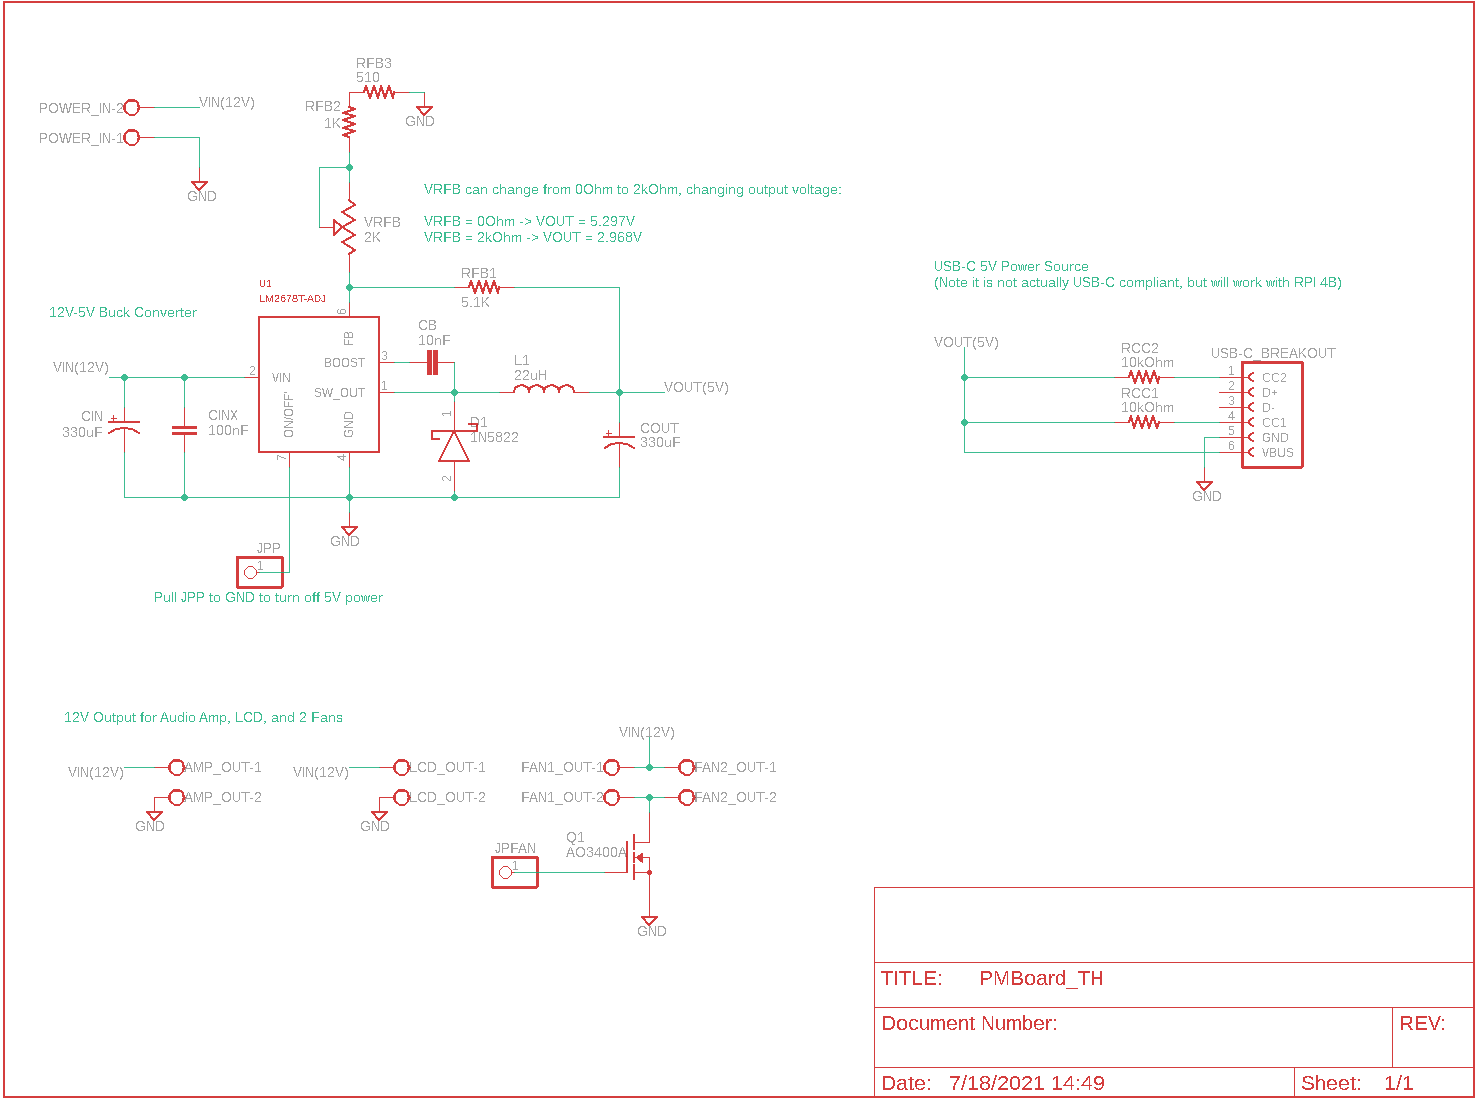 RFB3
510
RFB2
1K
GND
POWER_IN-2
VIN(12V)
POWER_IN-1
GND
VRFB can change from 0Ohm to 2kOhm, changing output voltage:
VRFB = 0Ohm -> VOUT = 5.297V
VRFB = 2kOhm -> VOUT = 2.968V
VRFB
2K
RFB1
5.1K
U1
LM2678T-ADJ
12V-5V Buck Converter
VIN(12V)
2
VIN
6
FB
BOOST
3
SW_OUT
1
ON/OFF'
GND
7
4
CB
10nF
L1
22uH
VOUT(5V)
CIN
330uF
+
CINX
100nF
1
D1
1N5822
2
+
COUT
330uF
GND
JPP
1
Pull JPP to GND to turn off 5V power
USB-C 5V Power Source
(Note it is not actually USB-C compliant, but will work with RPI 4B)
VOUT(5V)
RCC2
10kOhm
RCC1
10kOhm
USB-C_BREAKOUT
1 CC2
2 D+
3 D-
4 CC1
5 GND
6 VBUS
GND
12V Output for Audio Amp, LCD, and 2 Fans
VIN(12V)
AMP_OUT-1
AMP_OUT-2
GND
VIN(12V)
LCD_OUT-1
LCD_OUT-2
GND
VIN(12V)
FAN1_OUT-1
FAN2_OUT-1
FAN1_OUT-2
FAN2_OUT-2
Q1
AO3400A
JPFAN
1
GND
TITLE: PMBoard_TH
Document Number:
REV:
Date: 7/18/2021 14:49
Sheet: 1/1